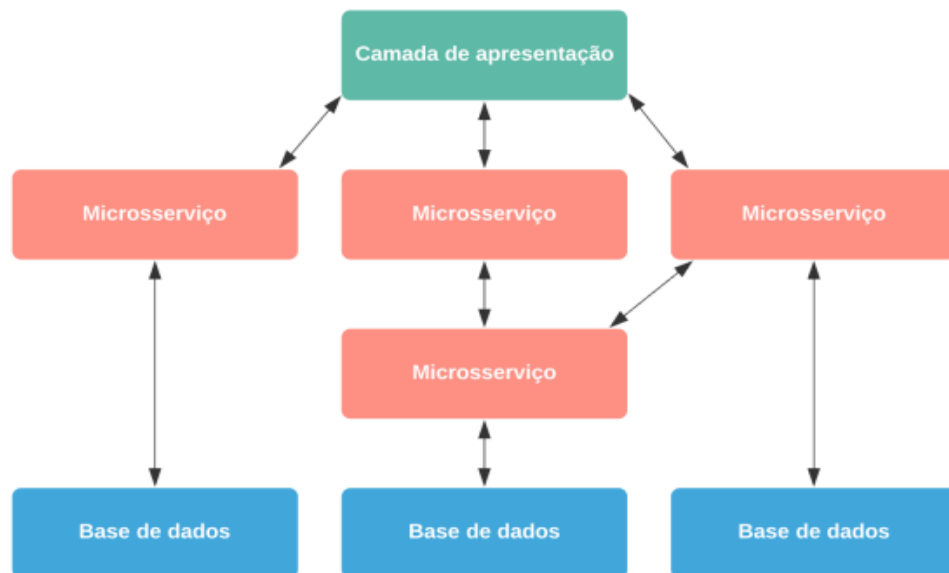 Camada de apresentação
Microsserviço
Microsserviço
Microsserviço
Microsserviço
Base de dados
Base de dados
Base de dados